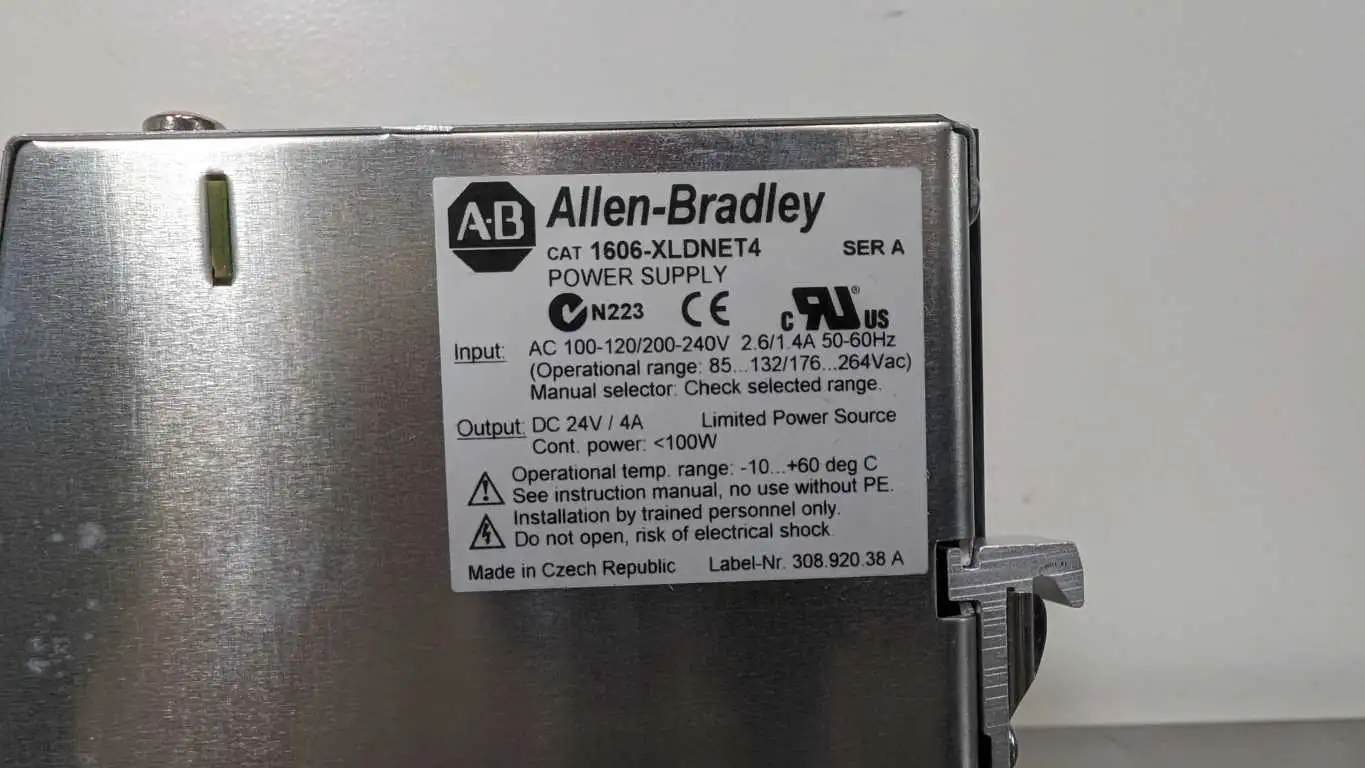 A·B Allen-Bradley
CAT 1606-XLDNET4 SER A
POWER SUPPLY
N223 CE c RU ® US
Input: AC 100-120/200-240V 2.6/1.4A 50-60Hz
(Operational range: 85...132/176...264Vac)
Manual selector: Check selected range.
Output: DC 24V / 4A Limited Power Source
Cont. power: <100W
Operational temp. range: -10...+60 deg C
See instruction manual, no use without PE.
Installation by trained personnel only.
Do not open, risk of electrical shock.
Made in Czech Republic Label-Nr. 308.920.38 A